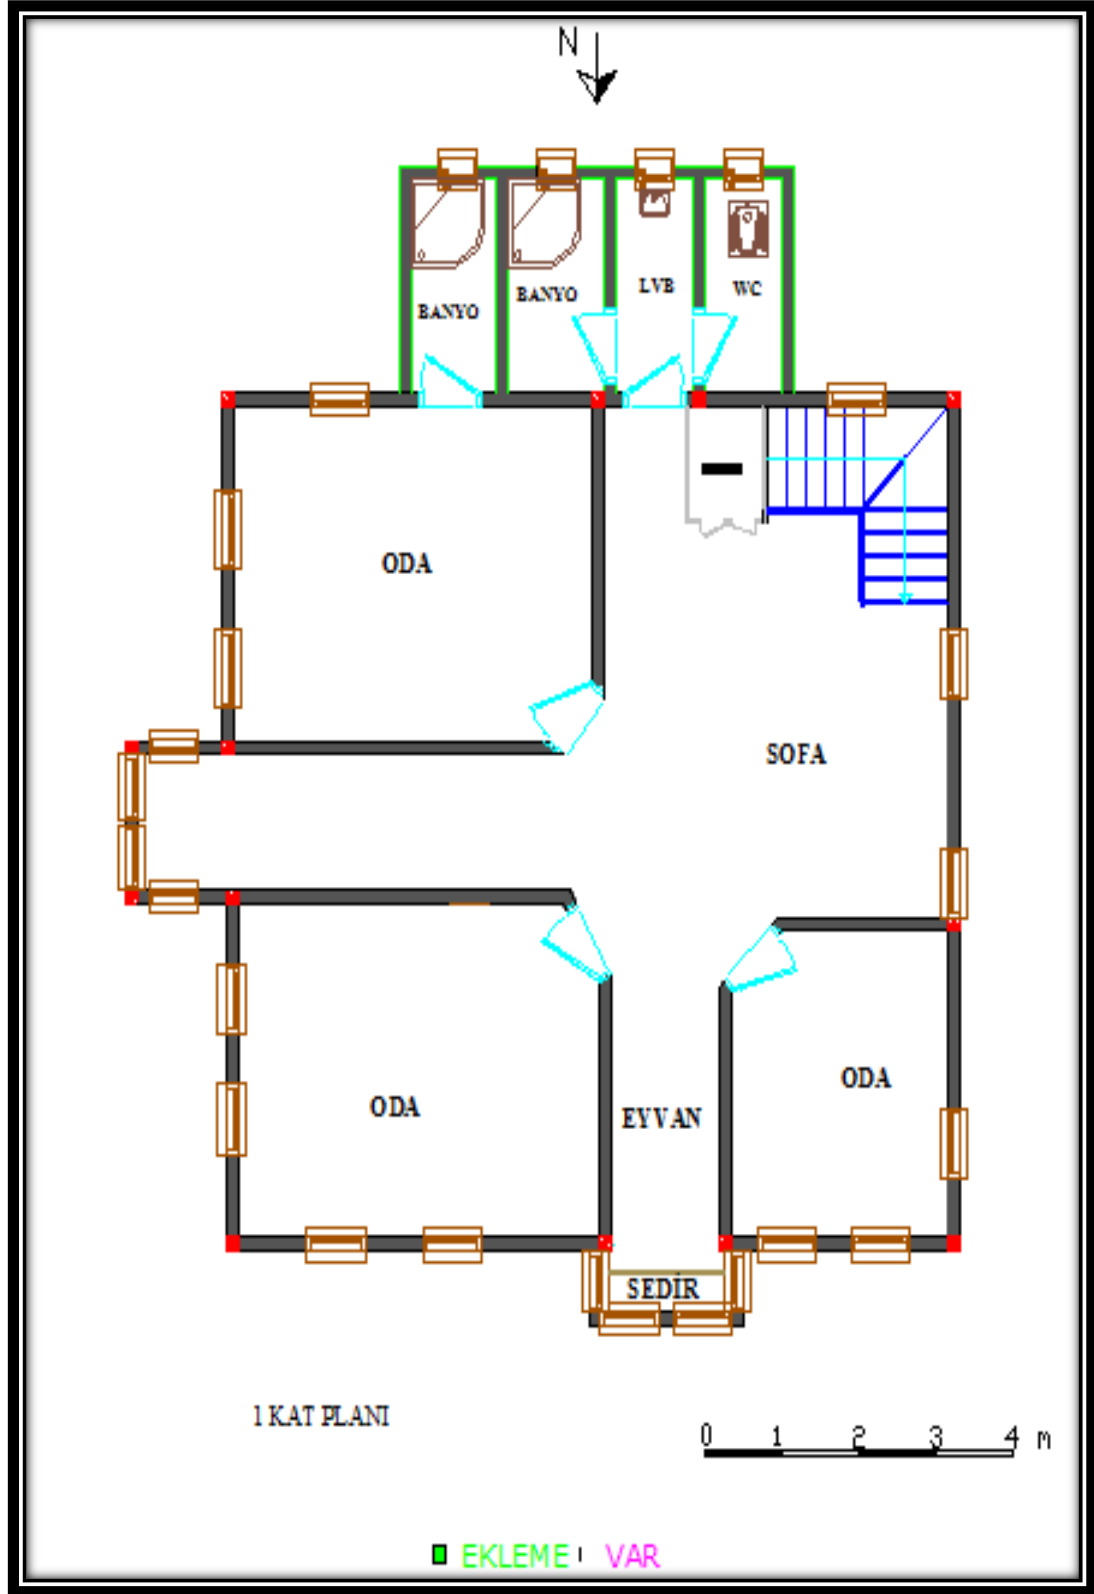 N
BANYO
BANYO
LVB
WC
ODA
SOFA
ODA
EYVAN
ODA
SEDİR
1 KAT PLANI
0 1 2 3 4 m
EKLEME VAR